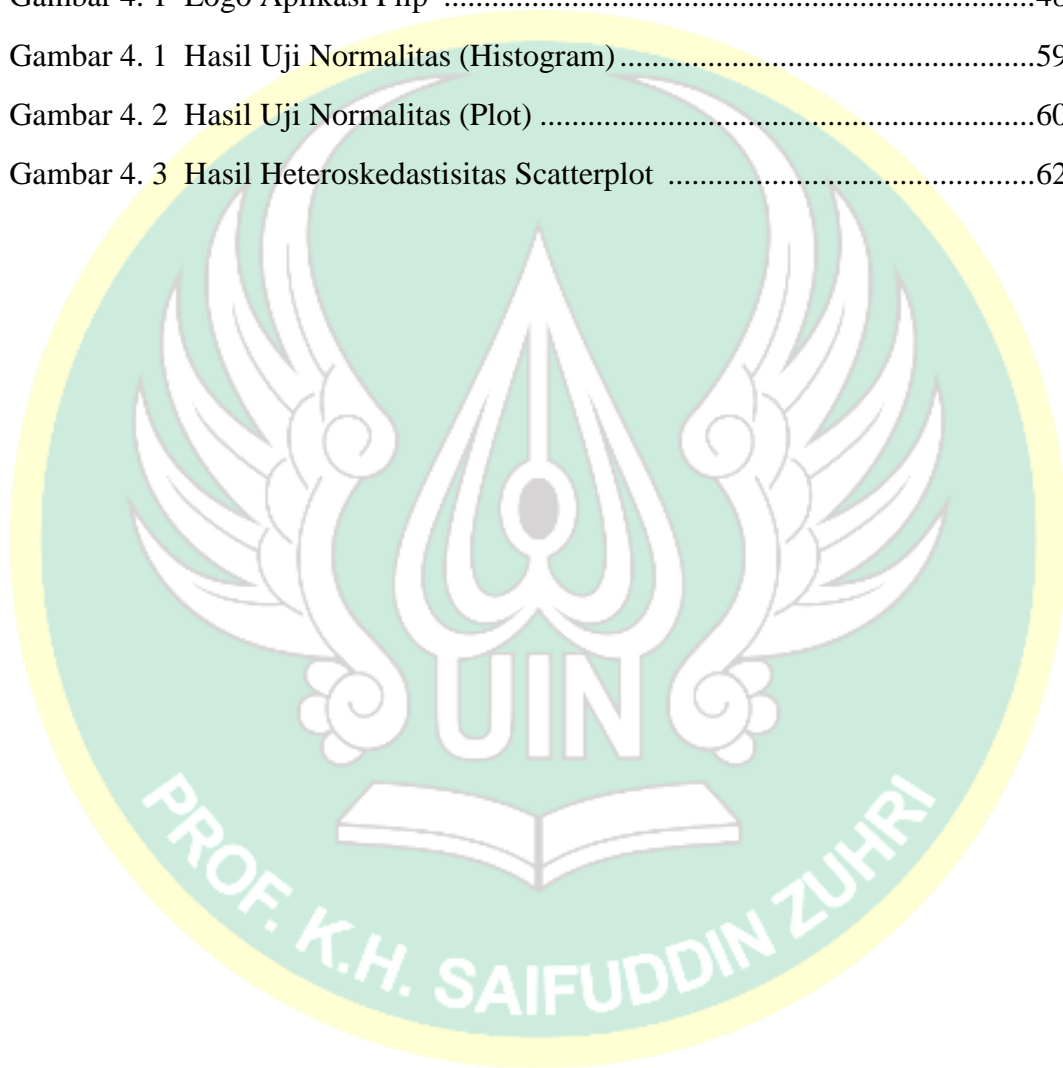 Gambar 4. 1 Logo Aplikasi Flip ........................................................................48
Gambar 4. 1 Hasil Uji Normalitas (Histogram)..................................................59
Gambar 4. 2 Hasil Uji Normalitas (Plot) ............................................................60
Gambar 4. 3 Hasil Heteroskedastisitas Scatterplot .............................................62
UIN
PROF. K.H. SAIFUDDIN ZUHRI